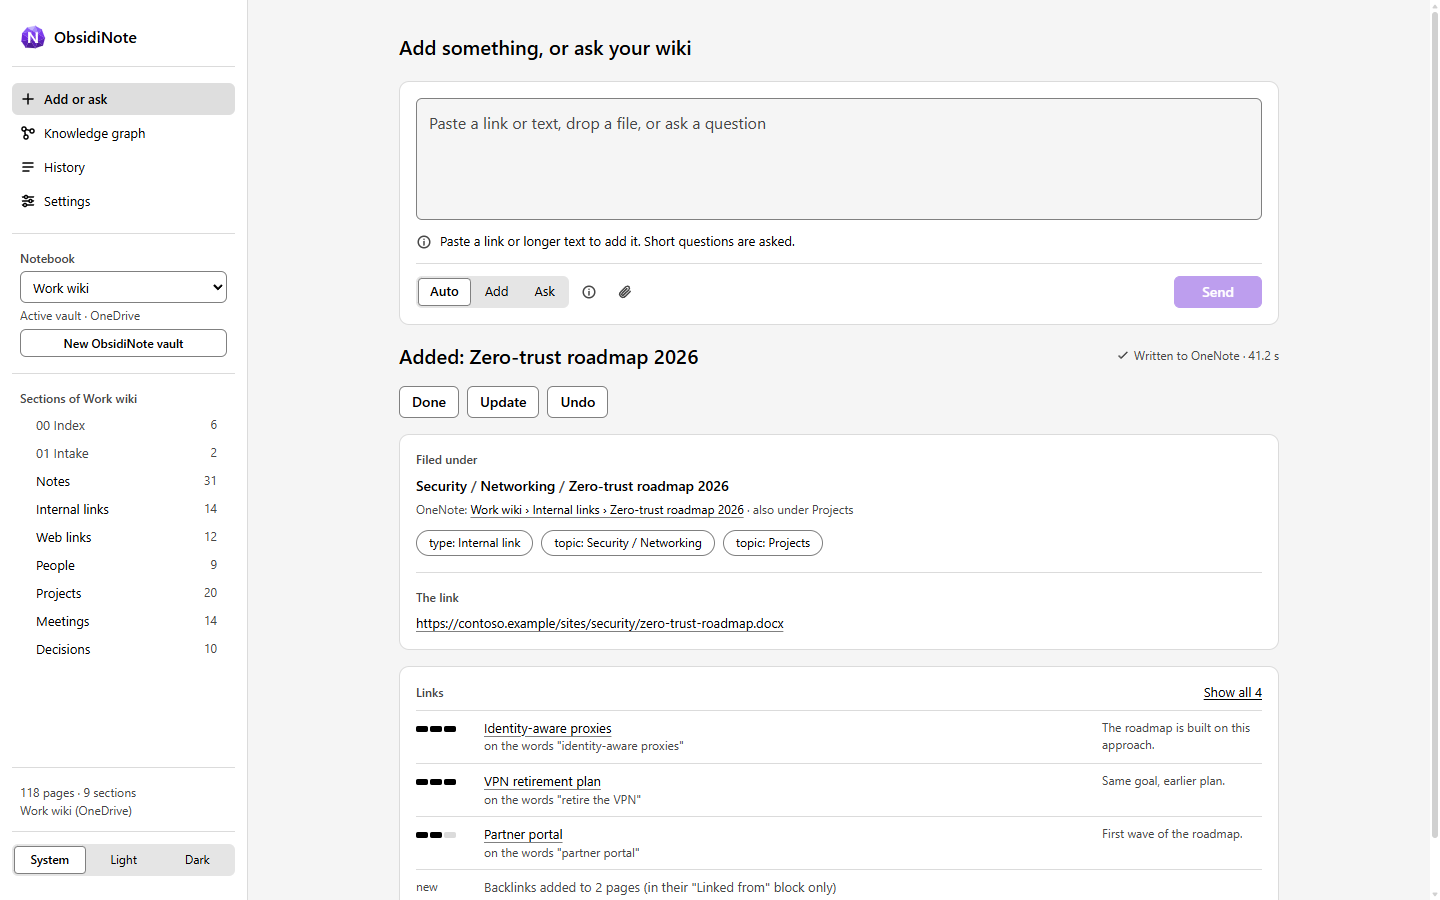 N ObsidiNote
Add or ask
Knowledge graph
History
Settings
Notebook
Work wiki
Active vault · OneDrive
New ObsidiNote vault
Sections of Work wiki
00 Index 6
01 Intake 2
Notes 31
Internal links 14
Web links 12
People 9
Projects 20
Meetings 14
Decisions 10
118 pages · 9 sections
Work wiki (OneDrive)
System Light Dark
Add something, or ask your wiki
Paste a link or text, drop a file, or ask a question
Paste a link or longer text to add it. Short questions are asked.
Auto Add Ask Send
Added: Zero-trust roadmap 2026 Written to OneNote · 41.2 s
Done Update Undo
Filed under
Security / Networking / Zero-trust roadmap 2026
OneNote: Work wiki › Internal links › Zero-trust roadmap 2026 · also under Projects
type: Internal link topic: Security / Networking topic: Projects
The link
https://contoso.example/sites/security/zero-trust-roadmap.docx
Links Show all 4
Identity-aware proxies The roadmap is built on this
on the words "identity-aware proxies" approach.
VPN retirement plan Same goal, earlier plan.
on the words "retire the VPN"
Partner portal First wave of the roadmap.
on the words "partner portal"
new Backlinks added to 2 pages (in their "Linked from" block only)